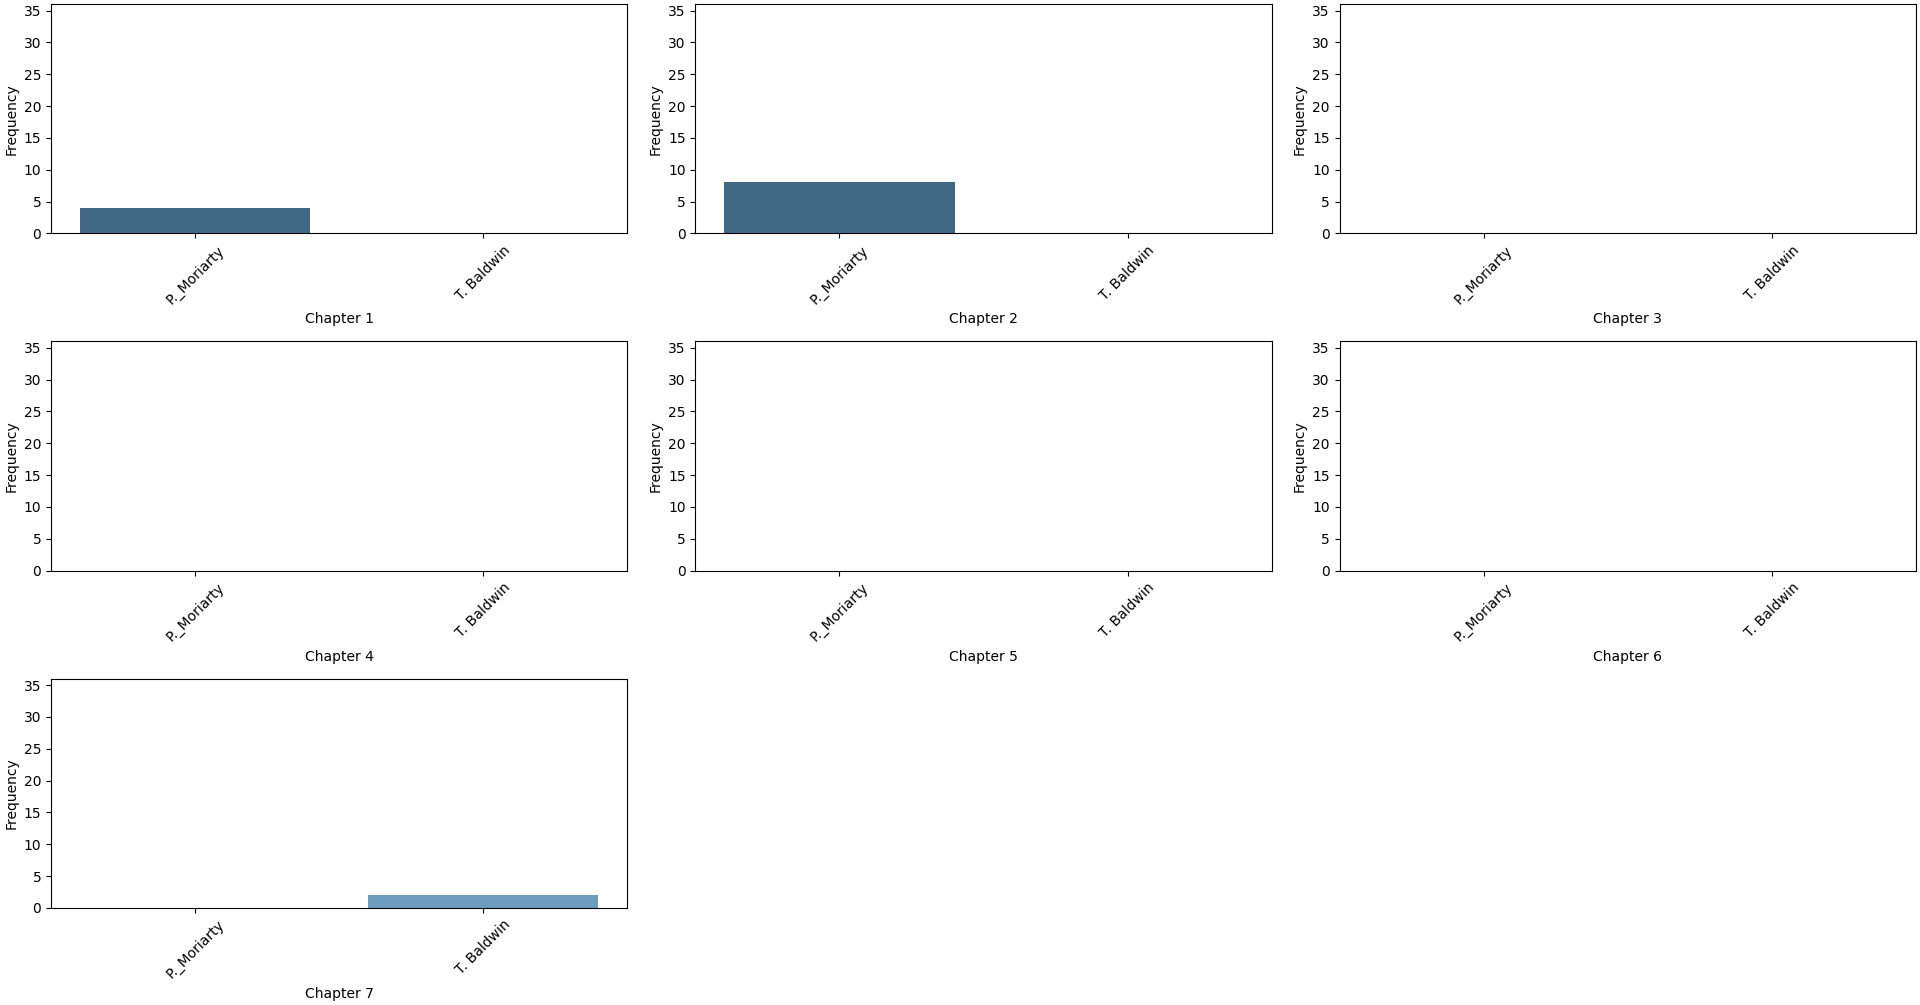 35
30
25
20
15
10
5
0
Frequency
P._Moriarty
T. Baldwin
Chapter 1
35
30
25
20
15
10
5
0
Frequency
P._Moriarty
T. Baldwin
Chapter 2
35
30
25
20
15
10
5
0
Frequency
P._Moriarty
T. Baldwin
Chapter 3
35
30
25
20
15
10
5
0
Frequency
P._Moriarty
T. Baldwin
Chapter 4
35
30
25
20
15
10
5
0
Frequency
P._Moriarty
T. Baldwin
Chapter 5
35
30
25
20
15
10
5
0
Frequency
P._Moriarty
T. Baldwin
Chapter 6
35
30
25
20
15
10
5
0
Frequency
P._Moriarty
T. Baldwin
Chapter 7